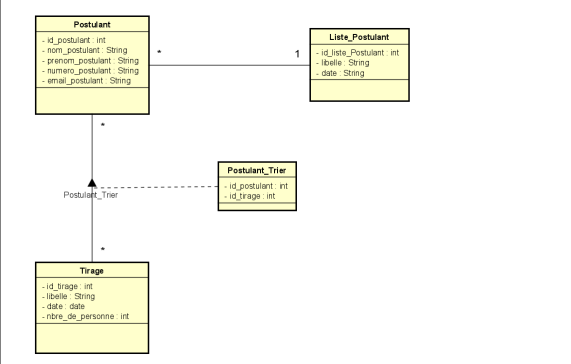 Postulant
- id_postulant : int
- nom_postulant : String
- prenom_postulant : String
- numero_postulant : String
- email_postulant : String
*
1
Liste_Postulant
- id_liste_Postulant : int
- libelle : String
- date : String
*
Postulant_Trier
Postulant_Trier
- id_postulant : int
- id_tirage : int
*
Tirage
- id_tirage : int
- libelle : String
- date : date
- nbre_de_personne : int